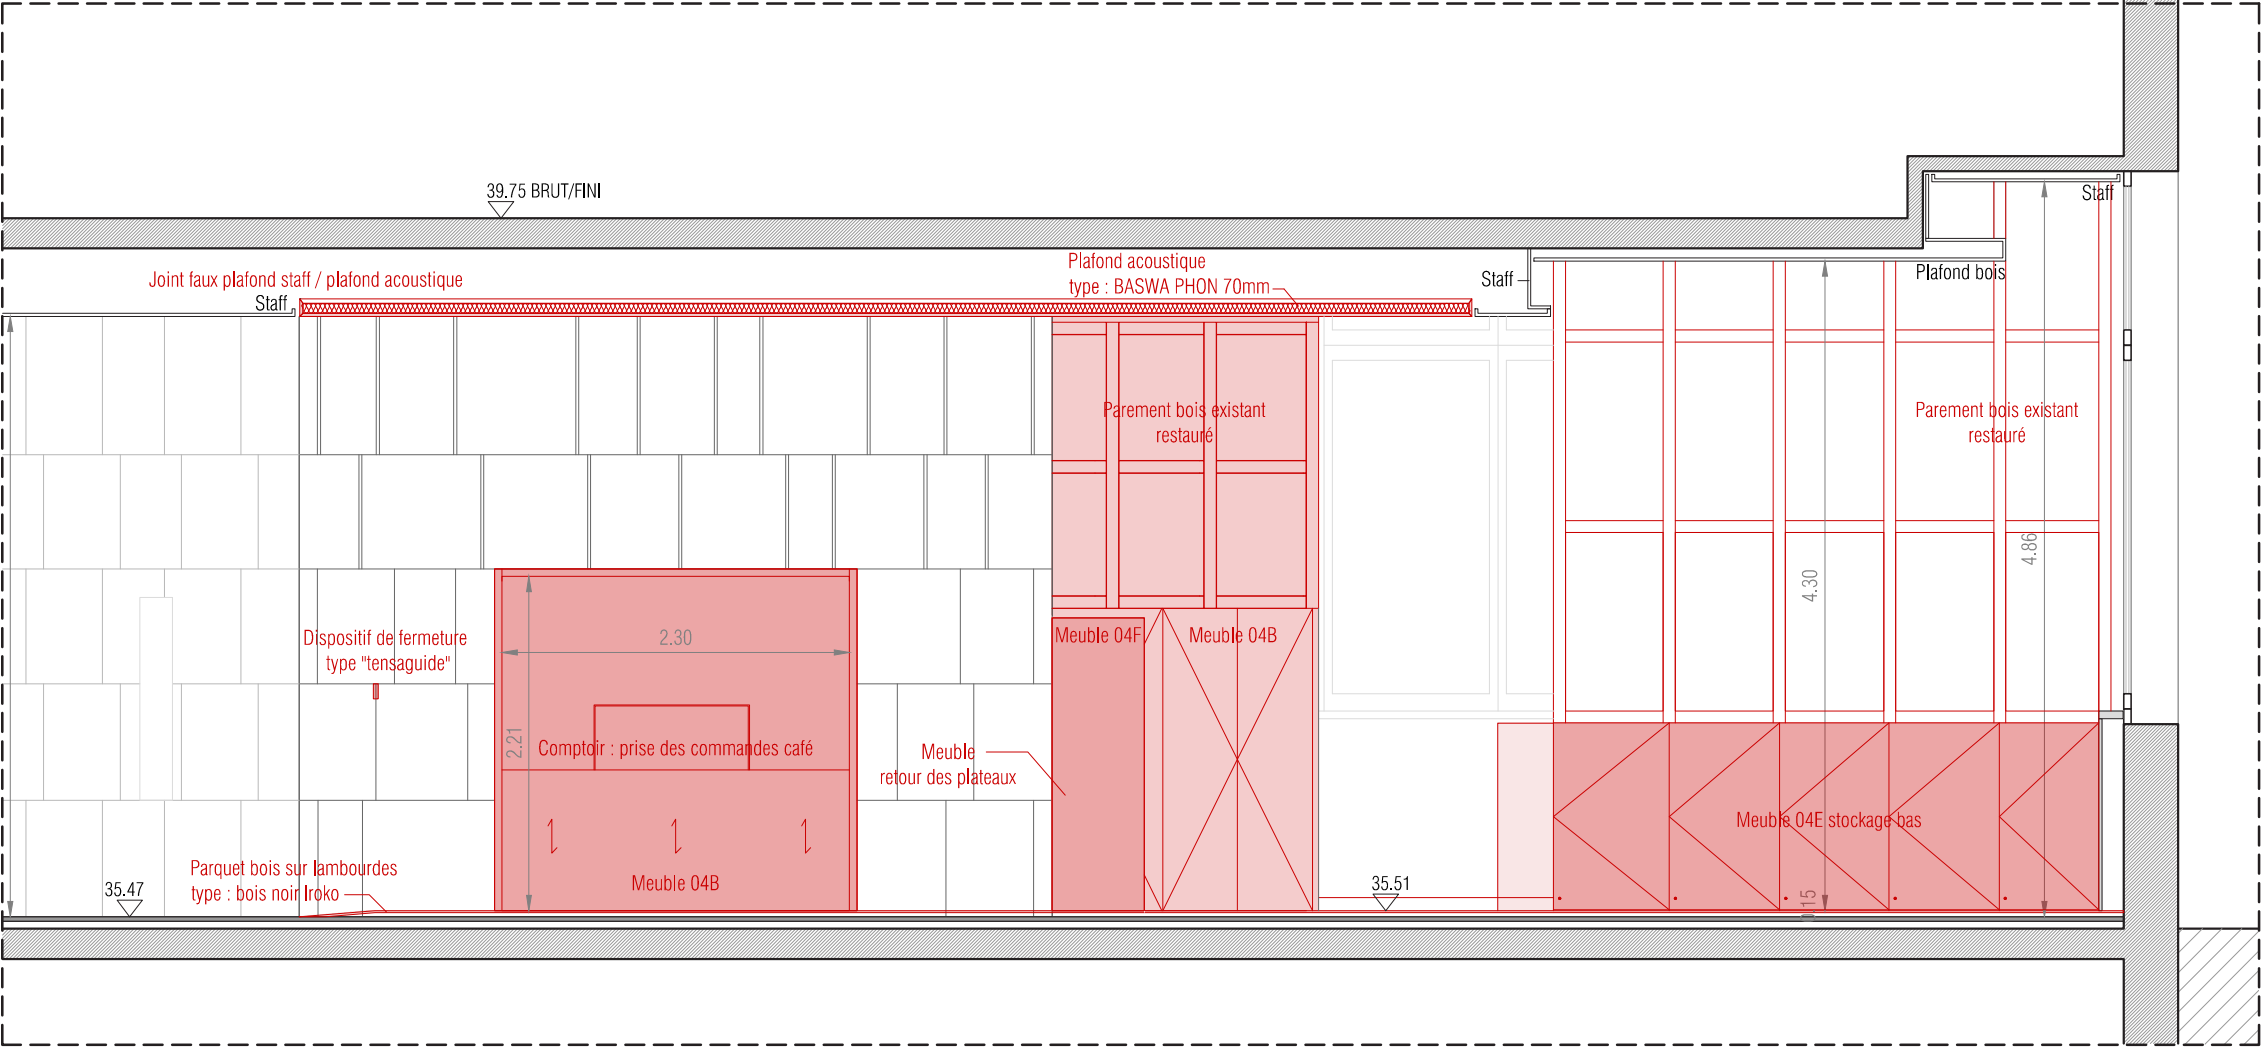 39.75 BRUT/FINI
Staff
Joint faux plafond staff / plafond acoustique
Staff
Plafond acoustique
type : BASWA PHON 70mm
Staff
Plafond bois
Parement bois existant
restauré
Parement bois existant
restauré
4.86
4.30
Dispositif de fermeture
type "tensaguide"
2.30
Meuble 04F
Meuble 04B
2.21
Comptoir : prise des commandes café
Meuble
retour des plateaux
Meuble 04E stockage bas
Parquet bois sur lambourdes
type : bois noir Iroko
Meuble 04B
35.47
35.51
0.15